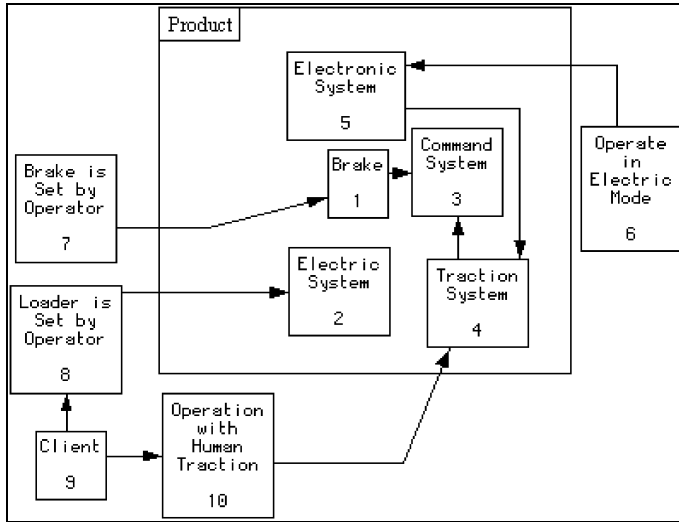 Product
Electronic
System
5
Brake
1
Command
System
3
Operate
in
Electric
Mode
6
Brake is
Set by
Operator
7
Electric
System
2
Traction
System
4
Loader is
Set by
Operator
8
Client
9
Operation
with
Human
Traction
10